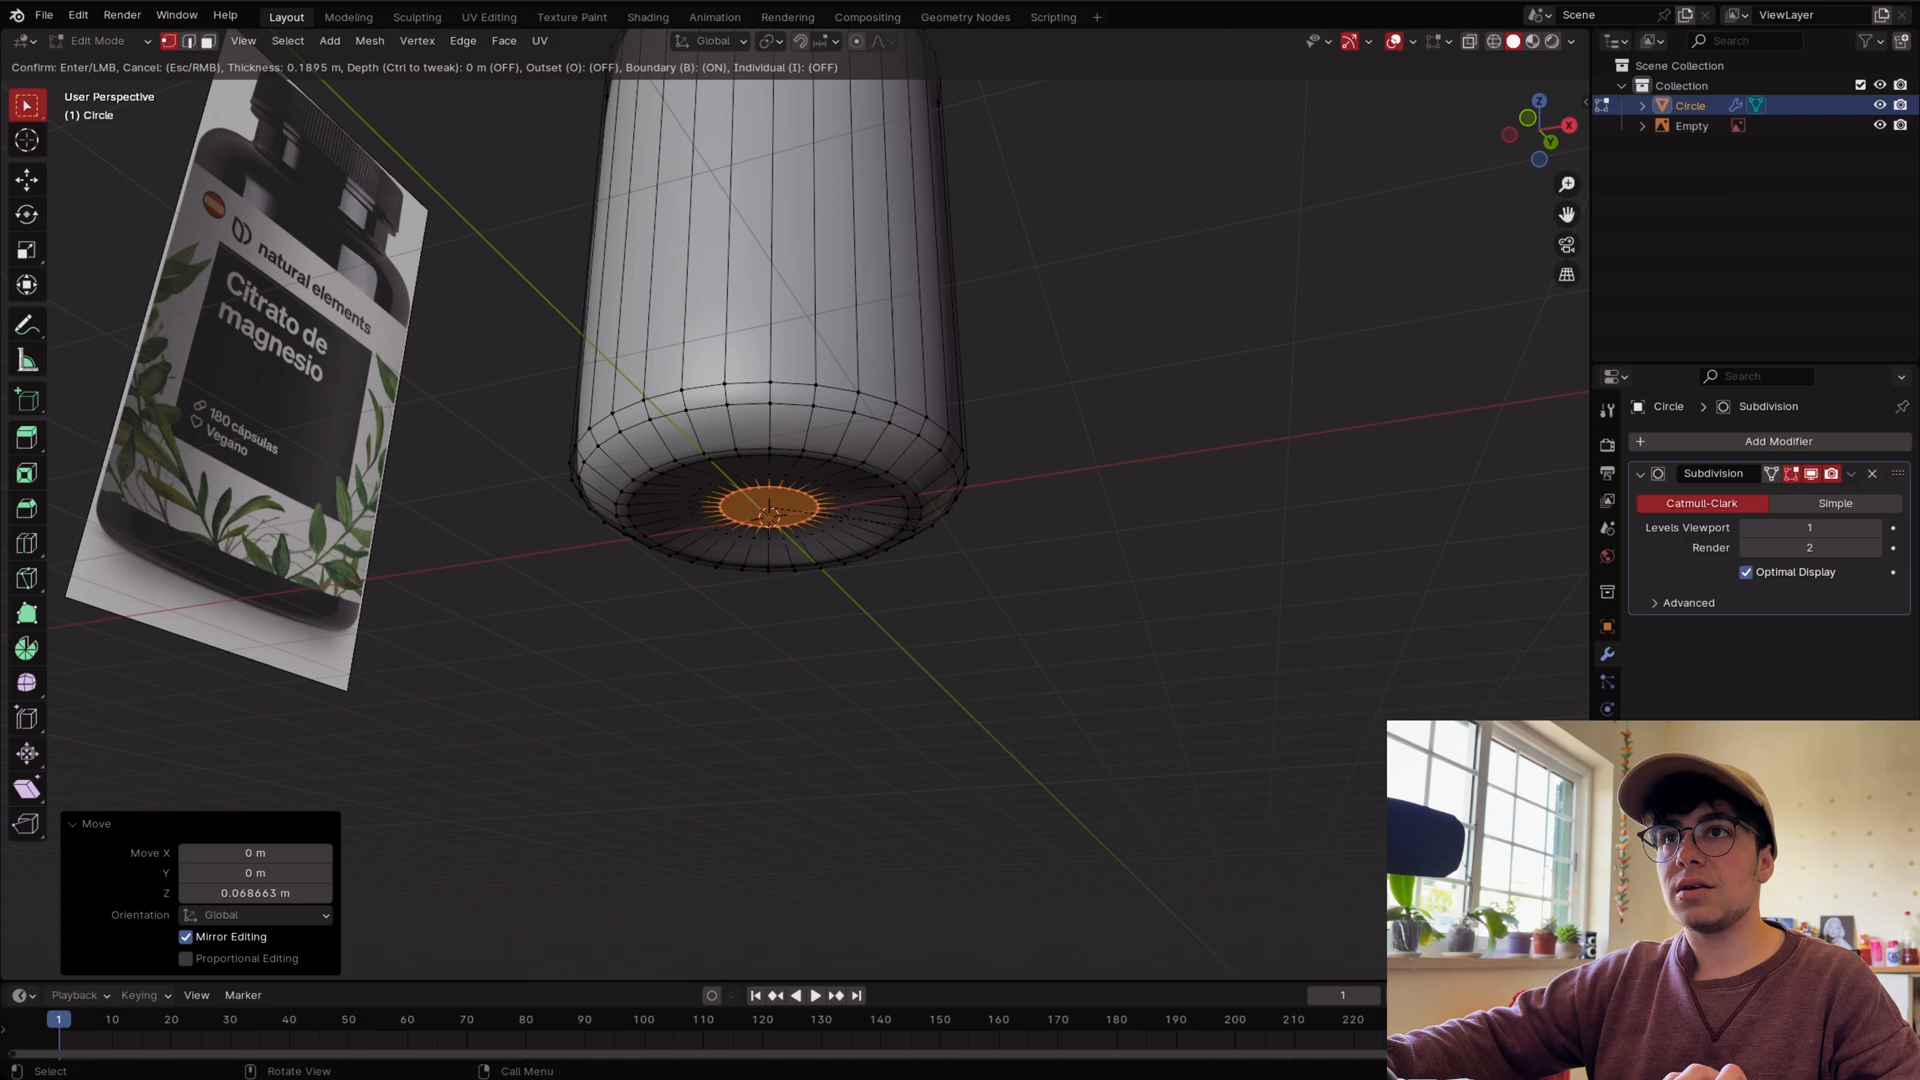 File Edit Render Window Help Layout Modeling Sculpting UV Editing Texture Paint Shading Animation Rendering Compositing Geometry Nodes Scripting + Scene ViewLayer
Edit Mode View Select Add Mesh Vertex Edge Face UV Global Search
Confirm: Enter/LMB, Cancel: (Esc/RMB), Thickness: 0.1895 m, Depth (Ctrl to tweak): 0 m (OFF), Outset (O): (OFF), Boundary (B): (ON), Individual (I): (OFF)
Scene Collection
Collection
Circle
Empty
User Perspective
(1) Circle
Z
X
Y
natural elements
Citrato de
magnesio
180 cápsulas
Vegano
Search
Circle > Subdivision
+ Add Modifier
Subdivision
Catmull-Clark Simple
Levels Viewport 1
Render 2
Optimal Display
Advanced
Move
Move X 0 m
Y 0 m
Z 0.068663 m
Orientation Global
Mirror Editing
Proportional Editing
Playback Keying View Marker 1
1 10 20 30 40 50 60 70 80 90 100 110 120 130 140 150 160 170 180 190 200 210 220
Select Rotate View Call Menu